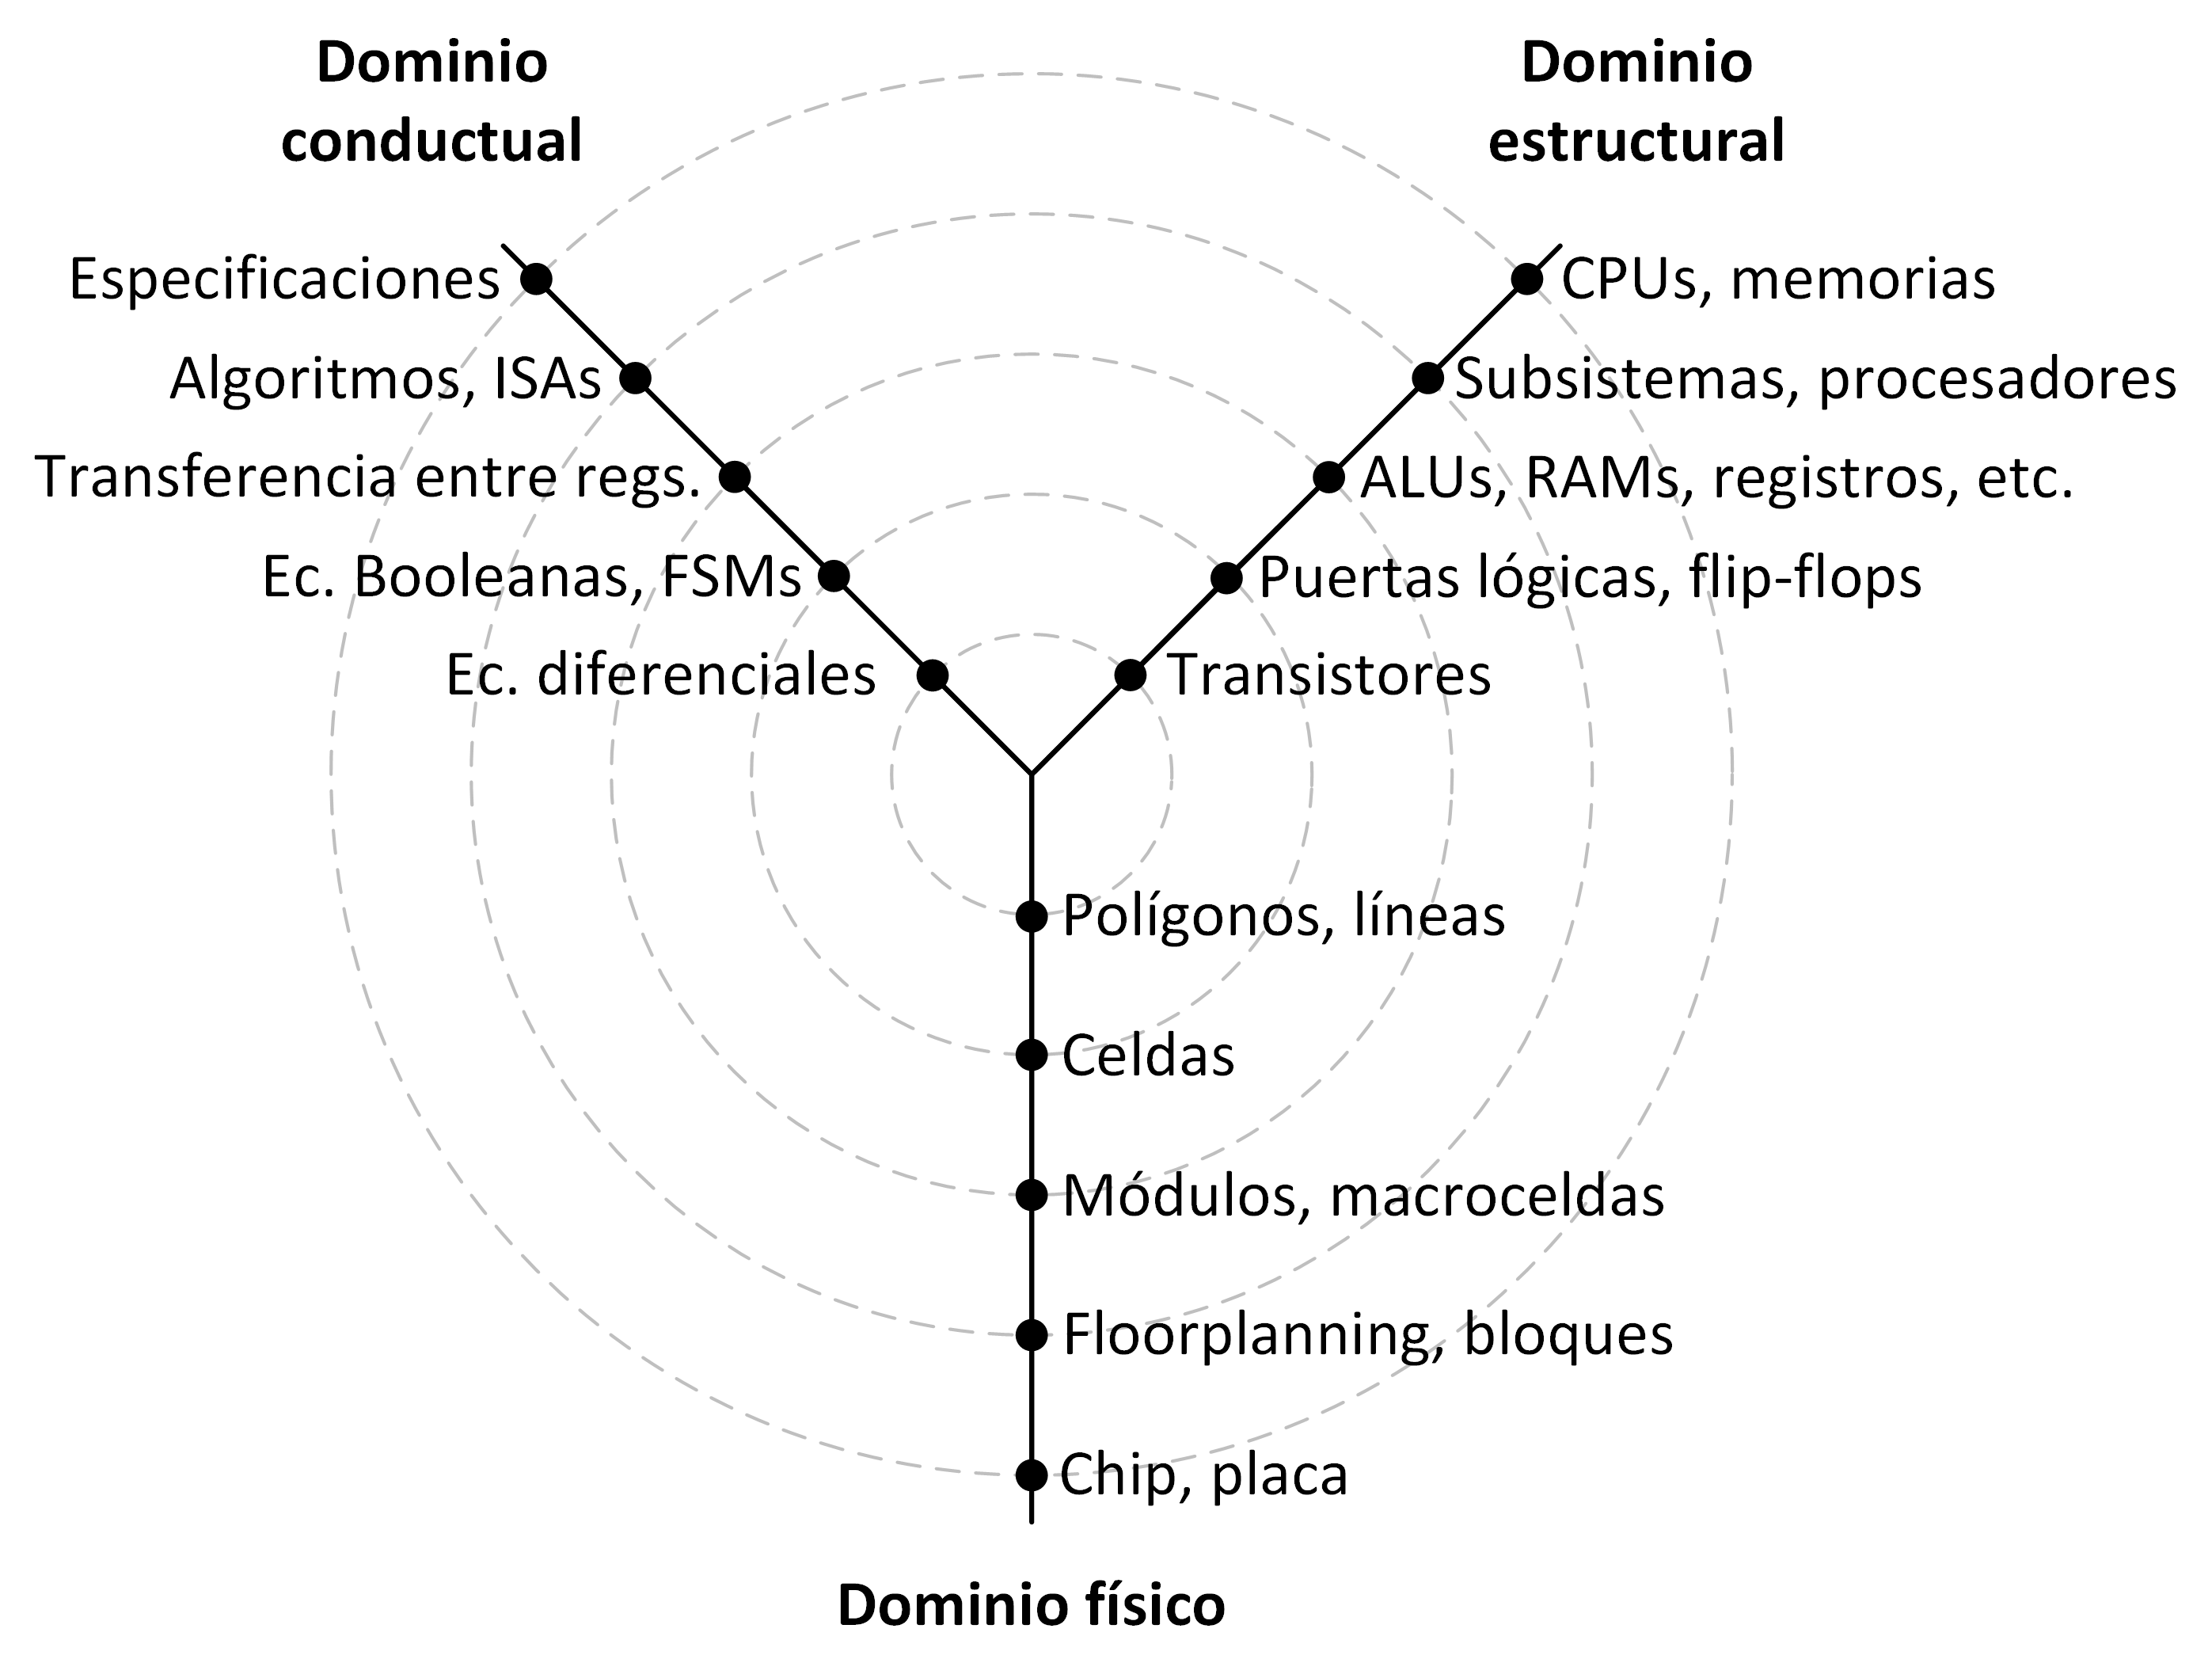 Dominio
conductual
Dominio
estructural
Especificaciones
CPUs, memorias
Algoritmos, ISAs
Subsistemas, procesadores
Transferencia entre regs.
ALUs, RAMs, registros, etc.
Ec. Booleanas, FSMs
Puertas lógicas, flip-flops
Ec. diferenciales
Transistores
Polígonos, líneas
Celdas
Módulos, macroceldas
Floorplanning, bloques
Chip, placa
Dominio físico